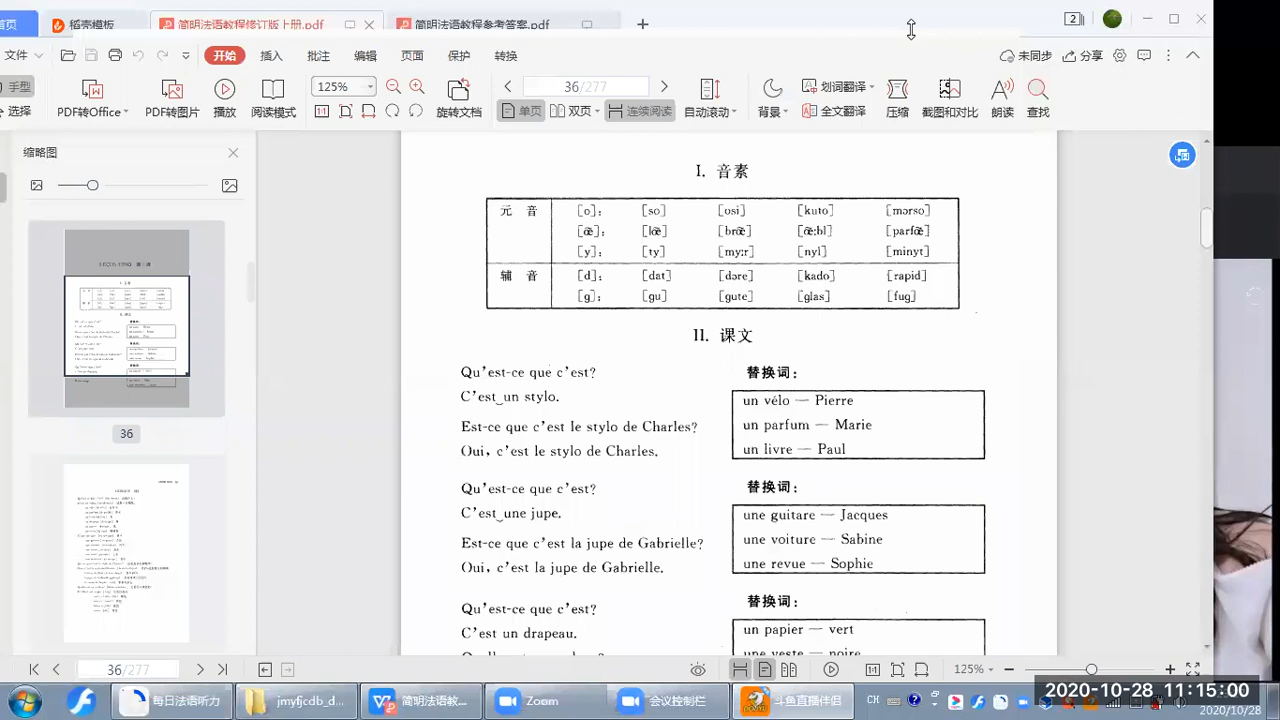 首页 稻壳模板 简明法语教程修订版上册.pdf 简明法语教程参考答案.pdf + 2
文件 开始 插入 批注 编辑 页面 保护 转换 未同步 分享
手型 125% 36/277 划词翻译
选择 PDF转Office PDF转图片 播放 阅读模式 旋转文档 单页 双页 连续阅读 自动滚动 背景 全文翻译 压缩 截图和对比 朗读 查找
缩略图
36
I. 音素
元 音 [o]: [so] [osi] [kuto] [mɔrso]
[œ̃]: [lœ̃] [brœ̃] [œ̃:bl] [parfœ̃]
[y]: [ty] [my:r] [nyl] [minyt]
辅 音 [d]: [dat] [dɔre] [kado] [rapid]
[g]: [gu] [gute] [glas] [fug]
II. 课文
Qu'est-ce que c'est?
C'est‿un stylo.
Est-ce que c'est le stylo de Charles?
Oui, c'est le stylo de Charles.
替换词:
un vélo — Pierre
un parfum — Marie
un livre — Paul
Qu'est-ce que c'est?
C'est‿une jupe.
Est-ce que c'est la jupe de Gabrielle?
Oui, c'est la jupe de Gabrielle.
替换词:
une guitare — Jacques
une voiture — Sabine
une revue — Sophie
Qu'est-ce que c'est?
C'est un drapeau.
替换词:
un papier — vert
une veste — noire
36/277 125%
每日法语听力 jmyfjcdb_d... 简明法语教... Zoom 会议控制栏 斗鱼直播伴侣 CH
2020-10-28 11:15:00
2020/10/28